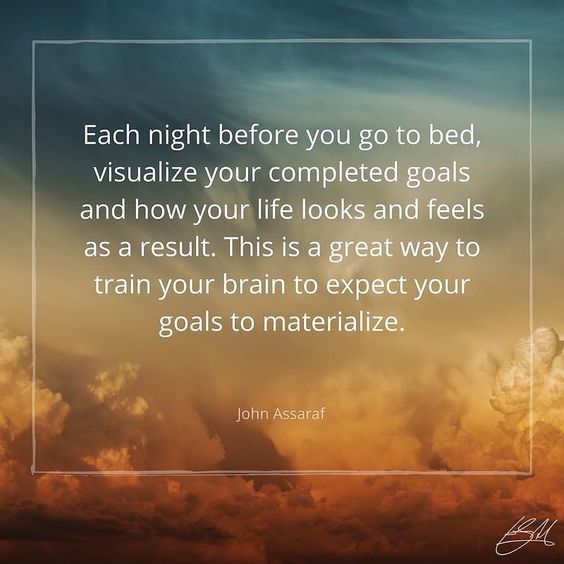 Each night before you go to bed,
visualize your completed goals
and how your life looks and feels
as a result. This is a great way to
train your brain to expect your
goals to materialize.
John Assaraf